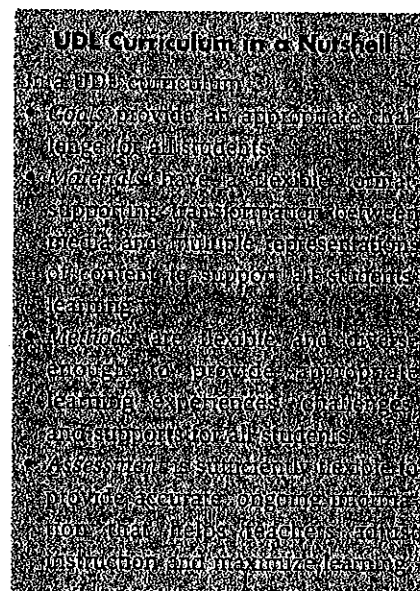 UDL Curriculum in a Nutshell
In a UDL curriculum
• Goals provide an appropriate chal-
lenge for all students.
• Materials have a flexible format,
supporting transformation between
media and multiple representations
of content to support all students'
learning.
• Methods are flexible and diverse
enough to provide appropriate
learning experiences, challenges,
and supports for all students.
• Assessment is sufficiently flexible to
provide accurate, ongoing informa-
tion that helps teachers adjust
instruction and maximize learning.